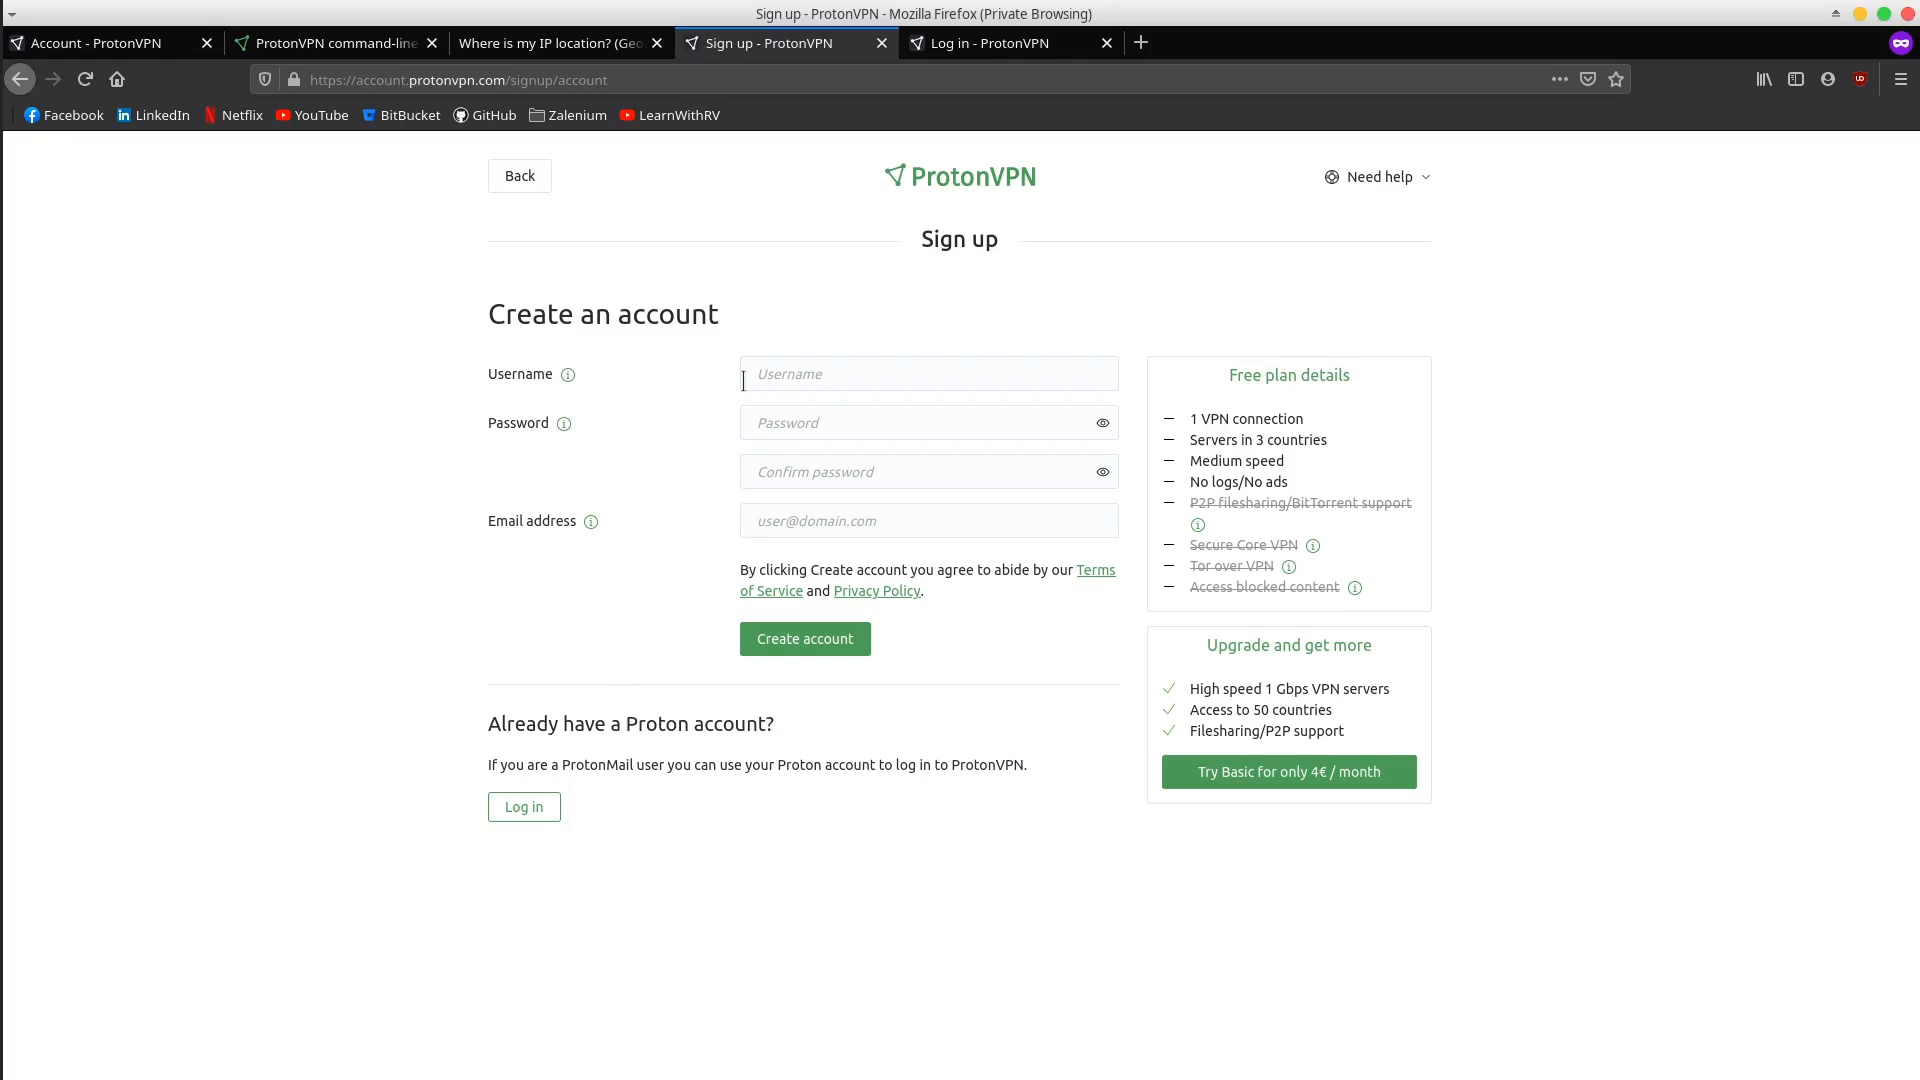 Sign up - ProtonVPN - Mozilla Firefox (Private Browsing)
Account - ProtonVPN
ProtonVPN command-line
Where is my IP location? (Geo
Sign up - ProtonVPN
Log in - ProtonVPN
https://account.protonvpn.com/signup/account
Facebook
LinkedIn
Netflix
YouTube
BitBucket
GitHub
Zalenium
LearnWithRV
Back
ProtonVPN
Need help
Sign up
Create an account
Username
Username
Password
Password
Confirm password
Email address
user@domain.com
By clicking Create account you agree to abide by our Terms
of Service and Privacy Policy.
Create account
Already have a Proton account?
If you are a ProtonMail user you can use your Proton account to log in to ProtonVPN.
Log in
Free plan details
1 VPN connection
Servers in 3 countries
Medium speed
No logs/No ads
P2P filesharing/BitTorrent support
Secure Core VPN
Tor over VPN
Access blocked content
Upgrade and get more
High speed 1 Gbps VPN servers
Access to 50 countries
Filesharing/P2P support
Try Basic for only 4€ / month